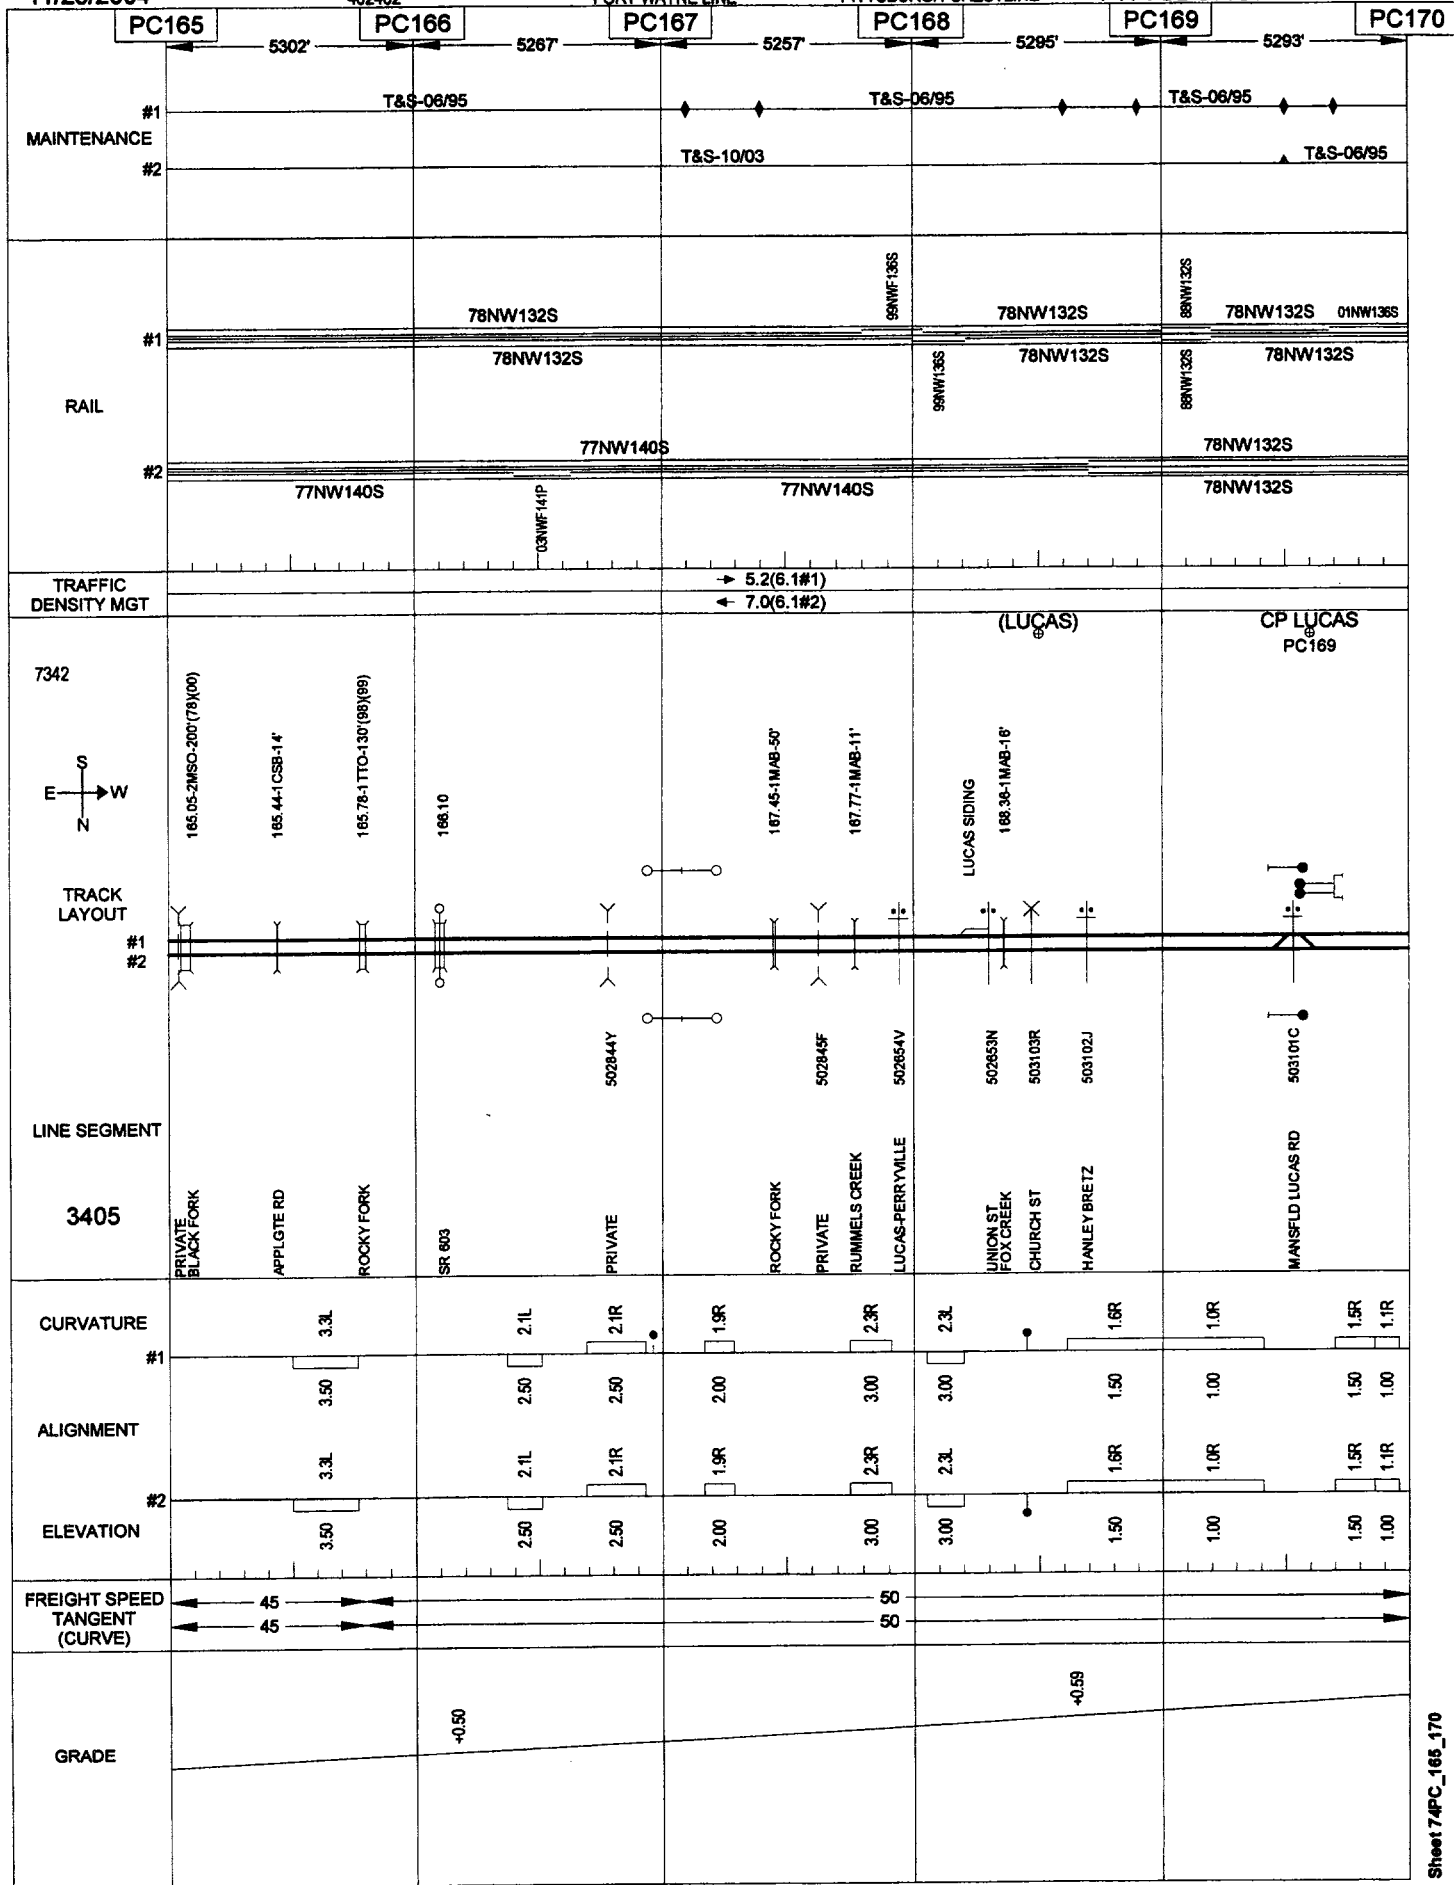 PC165 PC166 PC167 PC168 PC169 PC170
5302' 5267' 5257' 5295' 5293'
MAINTENANCE
#1 T&S-06/95 T&S-06/95 T&S-06/95
#2 T&S-10/03 T&S-06/95
RAIL
99NWF136S 88NW132S
78NW132S 78NW132S 78NW132S 01NW136S
#1
78NW132S 78NW132S 78NW132S
99NW136S 88NW132S
77NW140S 78NW132S
#2
77NW140S 77NW140S 78NW132S
03NWF141P
TRAFFIC
DENSITY MGT
5.2(6.1#1)
7.0(6.1#2)
(LUCAS) CP LUCAS
PC169
7342
S
E W
N
165.05-2MSO-200'(78)(00)
165.44-1CSB-14'
165.78-1TTO-130'(98)(99)
166.10
167.45-1MAB-50'
167.77-1MAB-11'
LUCAS SIDING
168.36-1MAB-16'
TRACK
LAYOUT
#1
#2
502844Y
502845F
502654V
502653N
503103R
503102J
503101C
LINE SEGMENT
3405
PRIVATE
BLACK FORK
APPLGTE RD
ROCKY FORK
SR 603
PRIVATE
ROCKY FORK
PRIVATE
RUMMELS CREEK
LUCAS-PERRYVILLE
UNION ST
FOX CREEK
CHURCH ST
HANLEY BRETZ
MANSFLD LUCAS RD
CURVATURE
3.3L 2.1L 2.1R 1.9R 2.3R 2.3L 1.6R 1.0R 1.5R 1.1R
#1
3.50 2.50 2.50 2.00 3.00 3.00 1.50 1.00 1.50 1.00
ALIGNMENT
3.3L 2.1L 2.1R 1.9R 2.3R 2.3L 1.6R 1.0R 1.5R 1.1R
#2
ELEVATION
3.50 2.50 2.50 2.00 3.00 3.00 1.50 1.00 1.50 1.00
FREIGHT SPEED
TANGENT
(CURVE)
45 50
45 50
GRADE
+0.50
+0.59
Sheet 74PC_165_170